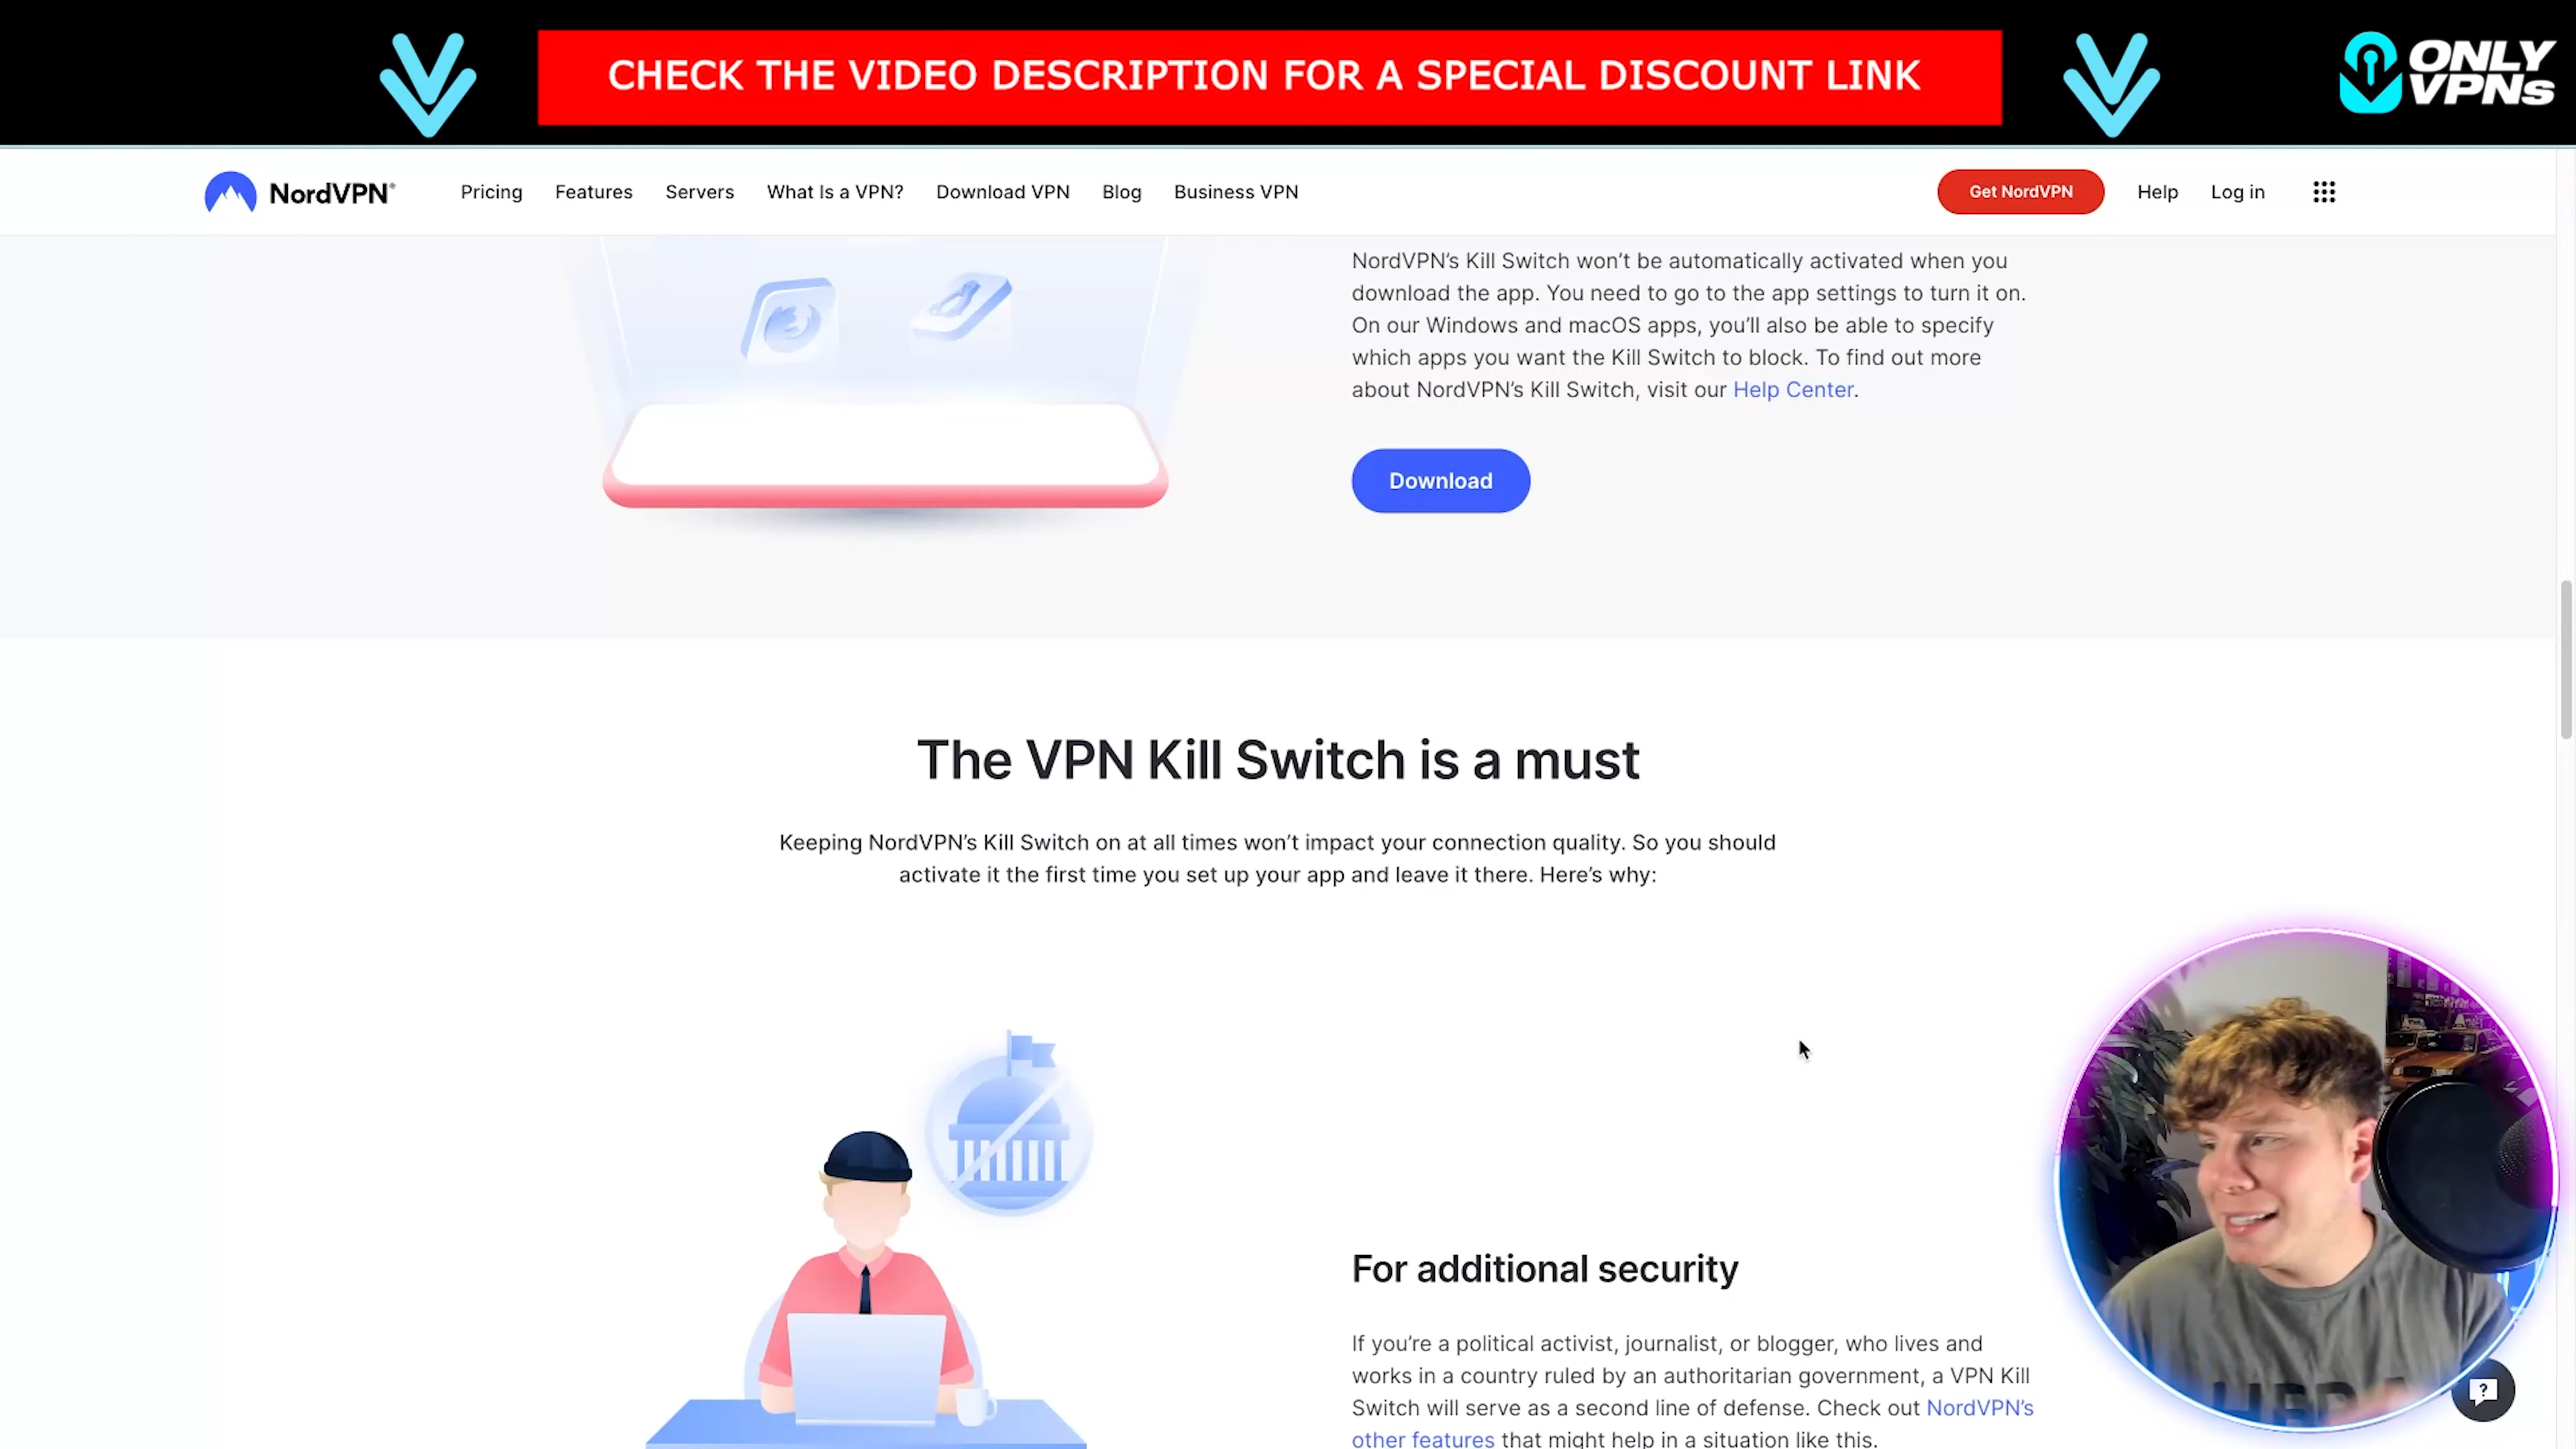 CHECK THE VIDEO DESCRIPTION FOR A SPECIAL DISCOUNT LINK
ONLY
VPNs
NordVPN®
Pricing
Features
Servers
What Is a VPN?
Download VPN
Blog
Business VPN
Get NordVPN
Help
Log in
NordVPN’s Kill Switch won’t be automatically activated when you
download the app. You need to go to the app settings to turn it on.
On our Windows and macOS apps, you’ll also be able to specify
which apps you want the Kill Switch to block. To find out more
about NordVPN’s Kill Switch, visit our Help Center.
Download
The VPN Kill Switch is a must
Keeping NordVPN’s Kill Switch on at all times won’t impact your connection quality. So you should
activate it the first time you set up your app and leave it there. Here’s why:
For additional security
If you’re a political activist, journalist, or blogger, who lives and
works in a country ruled by an authoritarian government, a VPN Kill
Switch will serve as a second line of defense. Check out NordVPN’s
other features that might help in a situation like this.